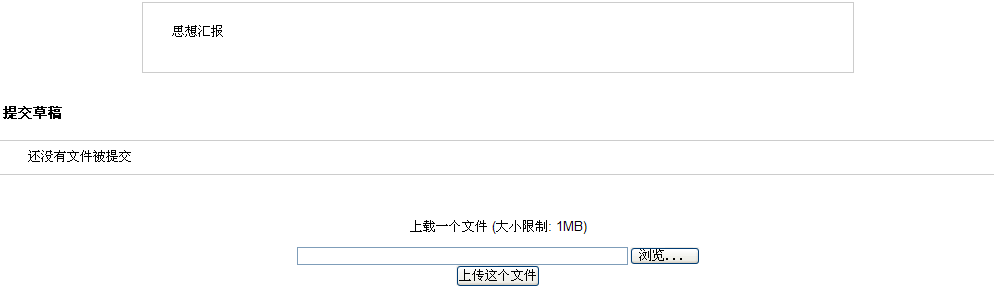 思想汇报
提交草稿
还没有文件被提交
上载一个文件 (大小限制: 1MB)
浏览...
上传这个文件